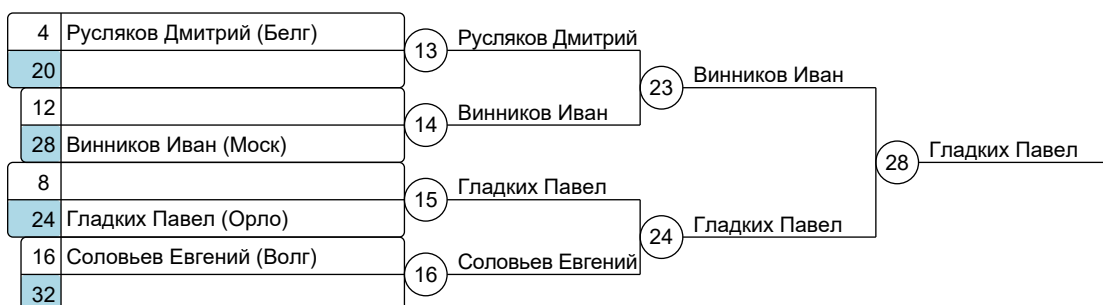 4 Русляков Дмитрий (Белг)
20
12
28 Винников Иван (Моск)
8
24 Гладких Павел (Орло)
16 Соловьев Евгений (Волг)
32
13 Русляков Дмитрий
14 Винников Иван
15 Гладких Павел
16 Соловьев Евгений
23 Винников Иван
24 Гладких Павел
28 Гладких Павел